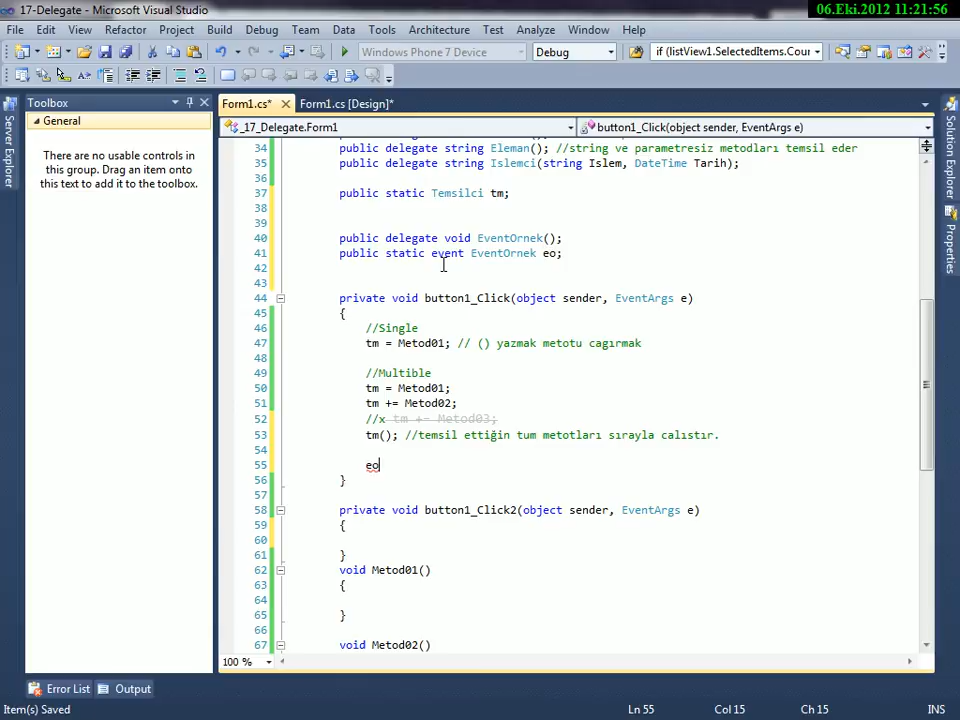 06.Eki.2012 11:21:56
17-Delegate - Microsoft Visual Studio
File Edit View Refactor Project Build Debug Team Data Tools Architecture Test Analyze Window Help
Windows Phone 7 Device Debug if (listView1.SelectedItems.Cour
Toolbox
Form1.cs* Form1.cs [Design]*
General
_17_Delegate.Form1 button1_Click(object sender, EventArgs e)
There are no usable controls in
this group. Drag an item onto
this text to add it to the toolbox.
Server Explorer
Solution Explorer
Properties
34 public delegate string Eleman(); //string ve parametresiz metodları temsil eder
35 public delegate string Islemci(string Islem, DateTime Tarih);
36
37 public static Temsilci tm;
38
39
40 public delegate void EventOrnek();
41 public static event EventOrnek eo;
42
43
44 private void button1_Click(object sender, EventArgs e)
45 {
46 //Single
47 tm = Metod01; // () yazmak metotu cagırmak
48
49 //Multible
50 tm = Metod01;
51 tm += Metod02;
52 //x tm += Metod03;
53 tm(); //temsil ettiğin tum metotları sırayla calıstır.
54
55 eo
56 }
57
58 private void button1_Click2(object sender, EventArgs e)
59 {
60
61 }
62 void Metod01()
63 {
64
65 }
66
67 void Metod02()
100 %
Error List Output
Item(s) Saved Ln 55 Col 15 Ch 15 INS